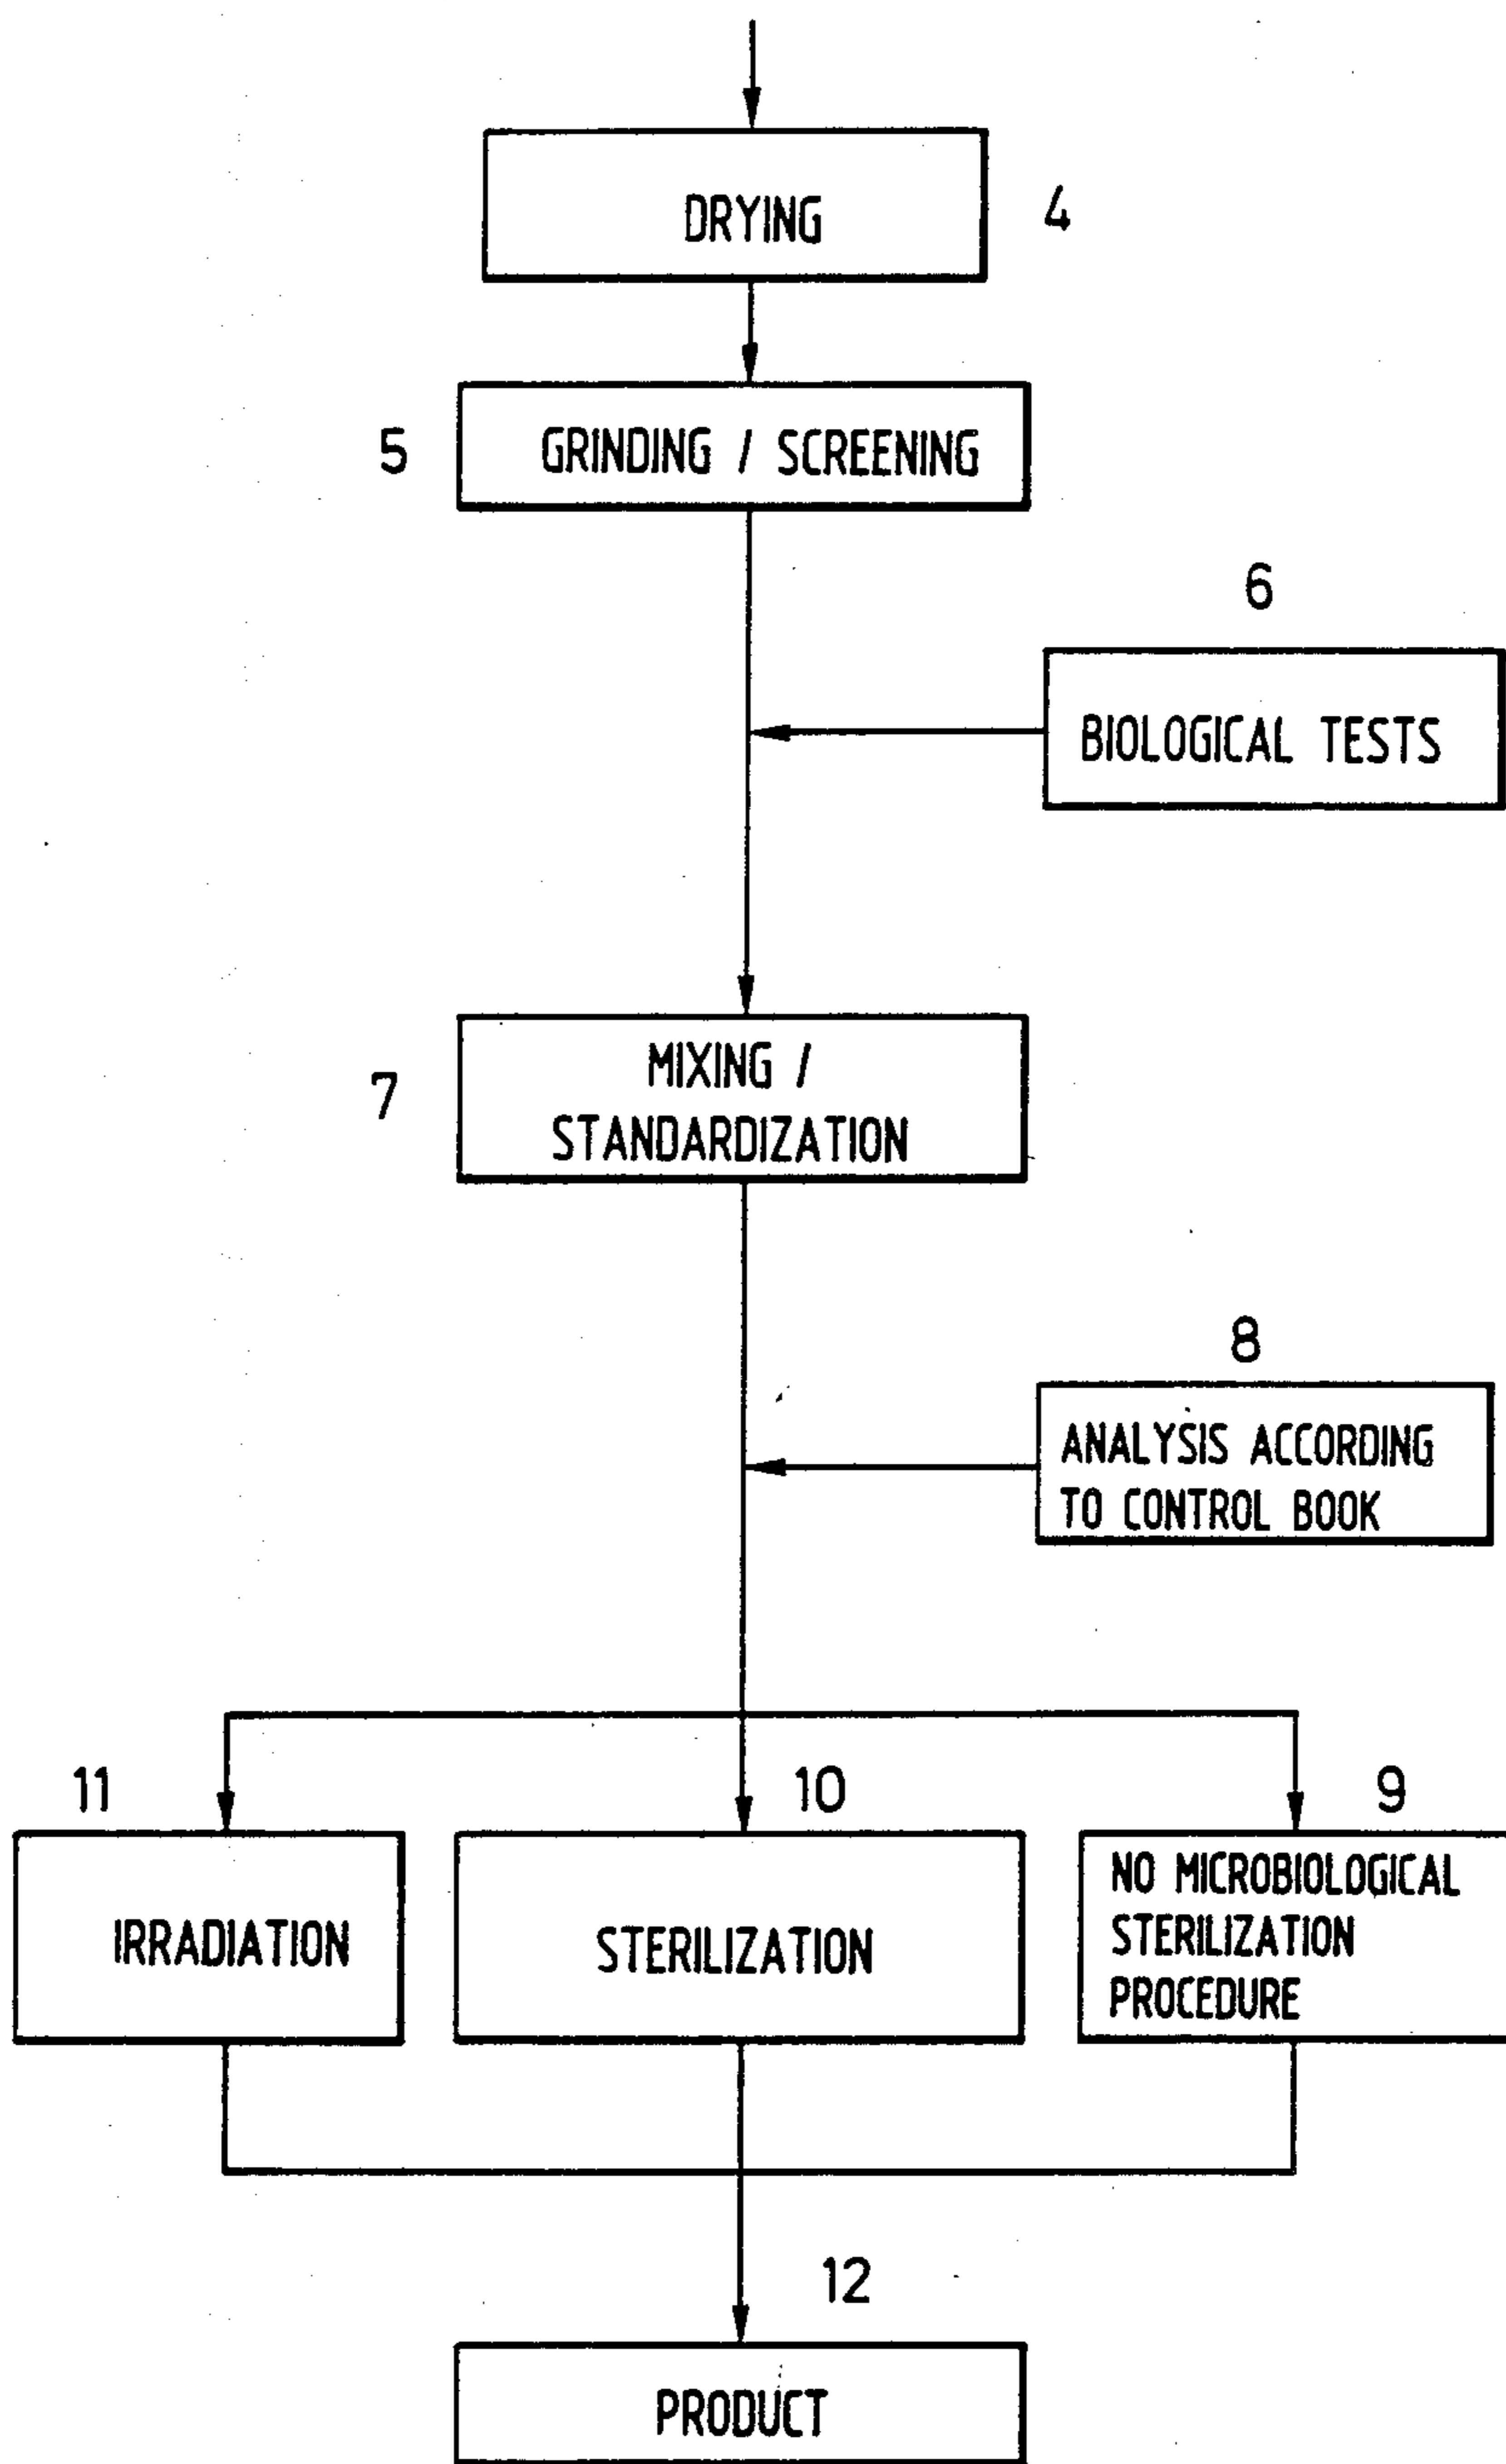 DRYING
4
5
GRINDING / SCREENING
6
BIOLOGICAL TESTS
7
MIXING /
STANDARDIZATION
8
ANALYSIS ACCORDING
TO CONTROL BOOK
11
10
9
IRRADIATION
STERILIZATION
NO MICROBIOLOGICAL
STERILIZATION
PROCEDURE
12
PRODUCT